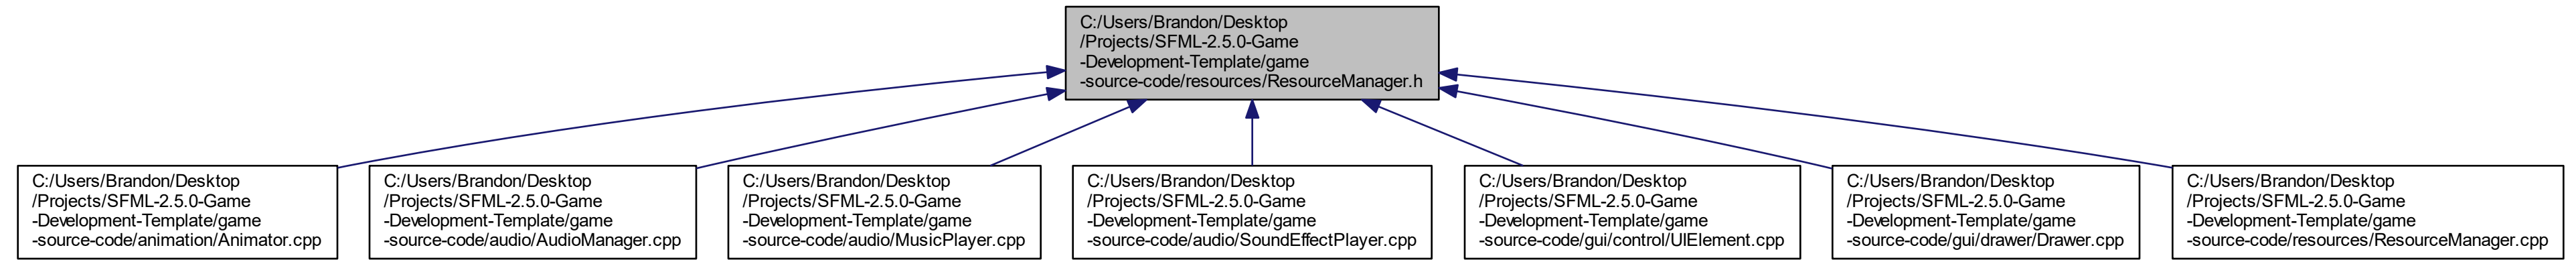 C:/Users/Brandon/Desktop
/Projects/SFML-2.5.0-Game
-Development-Template/game
-source-code/resources/ResourceManager.h
C:/Users/Brandon/Desktop
/Projects/SFML-2.5.0-Game
-Development-Template/game
-source-code/animation/Animator.cpp
C:/Users/Brandon/Desktop
/Projects/SFML-2.5.0-Game
-Development-Template/game
-source-code/audio/AudioManager.cpp
C:/Users/Brandon/Desktop
/Projects/SFML-2.5.0-Game
-Development-Template/game
-source-code/audio/MusicPlayer.cpp
C:/Users/Brandon/Desktop
/Projects/SFML-2.5.0-Game
-Development-Template/game
-source-code/audio/SoundEffectPlayer.cpp
C:/Users/Brandon/Desktop
/Projects/SFML-2.5.0-Game
-Development-Template/game
-source-code/gui/control/UIElement.cpp
C:/Users/Brandon/Desktop
/Projects/SFML-2.5.0-Game
-Development-Template/game
-source-code/gui/drawer/Drawer.cpp
C:/Users/Brandon/Desktop
/Projects/SFML-2.5.0-Game
-Development-Template/game
-source-code/resources/ResourceManager.cpp